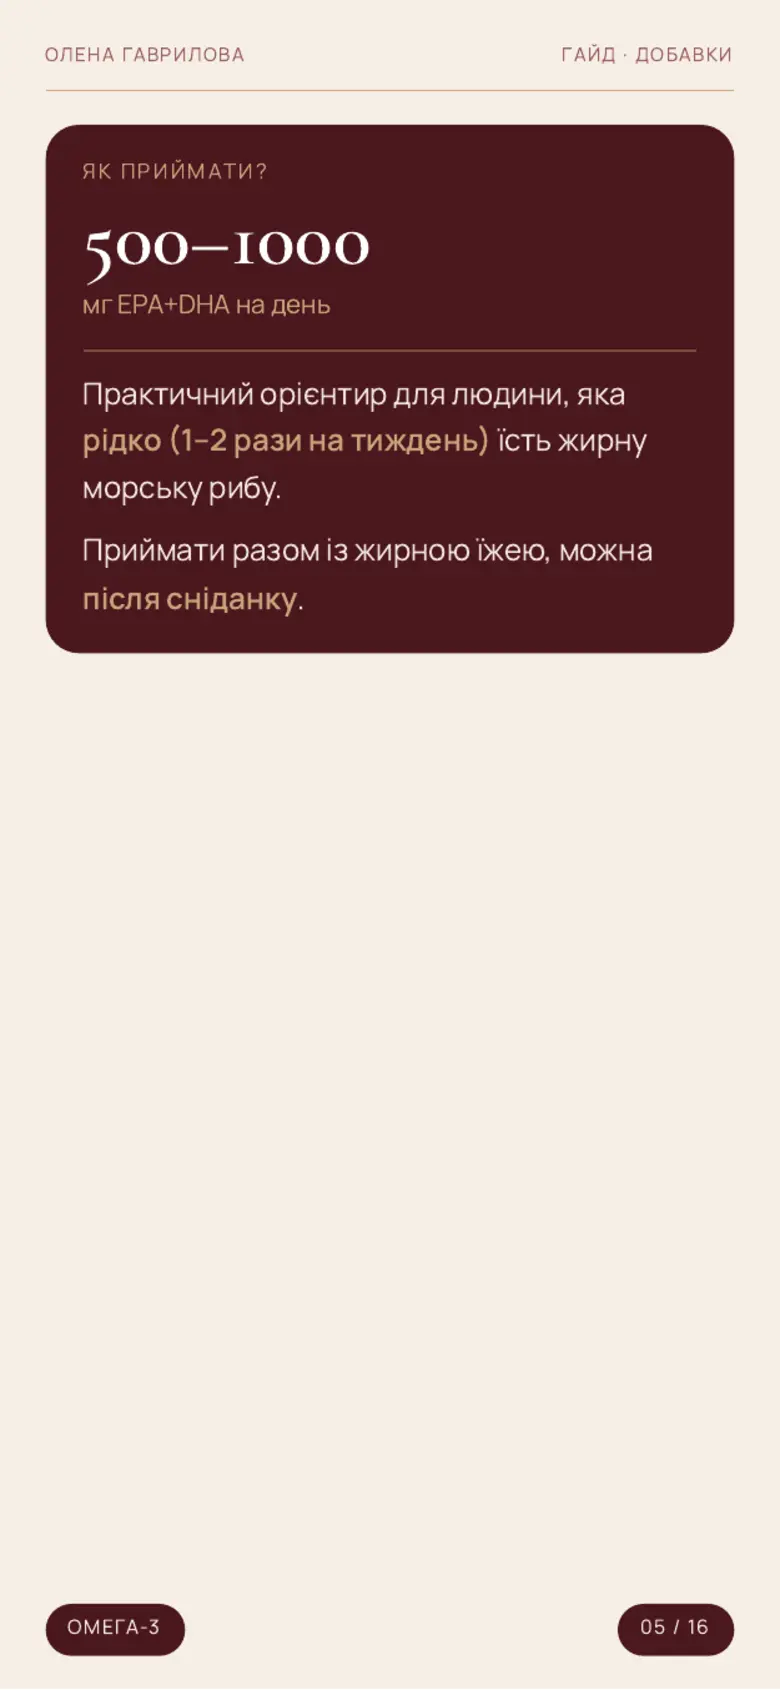 ОЛЕНА ГАВРИЛОВА
ГАЙД · ДОБАВКИ
ЯК ПРИЙМАТИ?
500–1000
мг EPA+DHA на день
Практичний орієнтир для людини, яка
рідко (1–2 рази на тиждень) їсть жирну
морську рибу.
Приймати разом із жирною їжею, можна
після сніданку.
ОМЕГА-3
05 / 16